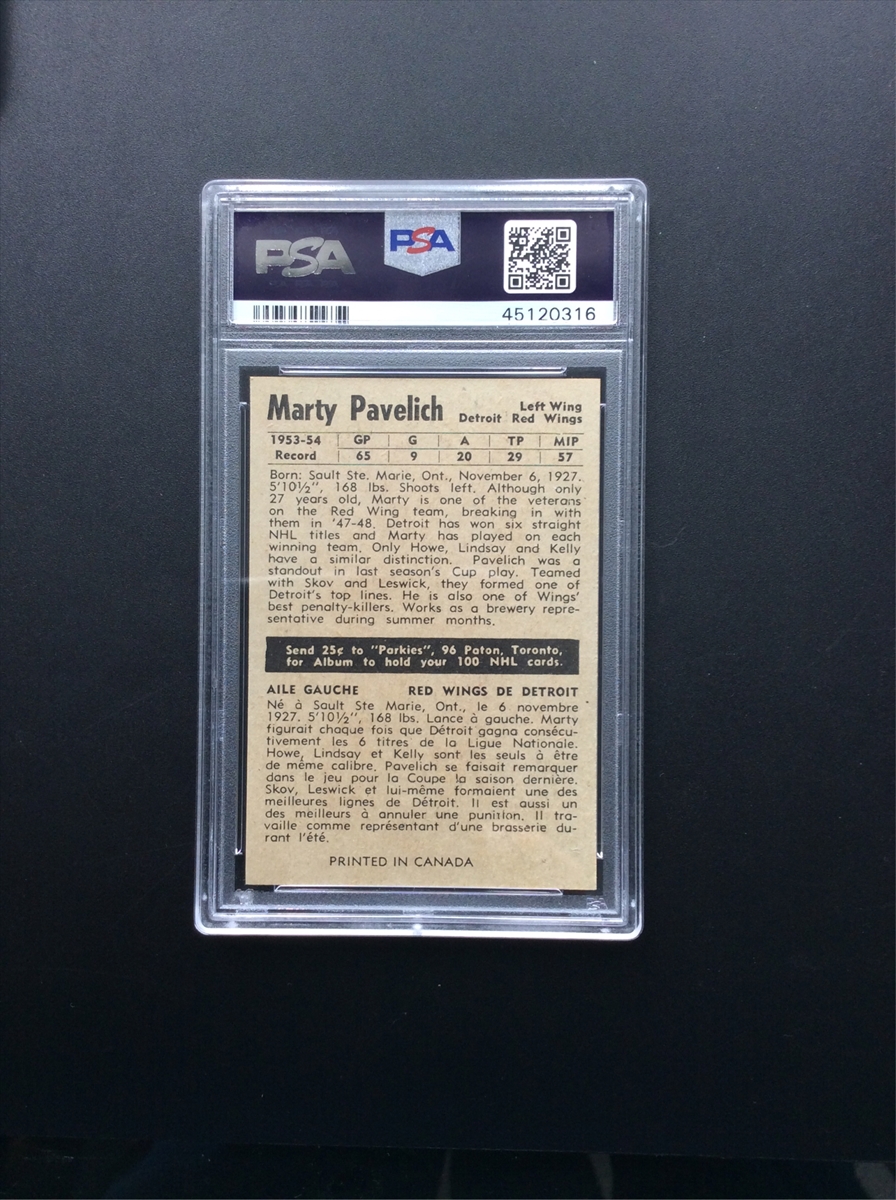 PSA PSA
45120316
Marty Pavelich Left Wing
Detroit Red Wings
1953-54 GP G A TP MIP
Record 65 9 20 29 57
Born: Sault Ste. Marie, Ont., November 6, 1927.
5'10½", 168 lbs. Shoots left. Although only
27 years old, Marty is one of the veterans
on the Red Wing team, breaking in with
them in '47-48. Detroit has won six straight
NHL titles and Marty has played on each
winning team. Only Howe, Lindsay and Kelly
have a similar distinction. Pavelich was a
standout in last season's Cup play. Teamed
with Skov and Leswick, they formed one of
Detroit's top lines. He is also one of Wings'
best penalty-killers. Works as a brewery repre-
sentative during summer months.
Send 25¢ to "Parkies", 96 Paton, Toronto,
for Album to hold your 100 NHL cards.
AILE GAUCHE RED WINGS DE DETROIT
Né à Sault Ste Marie, Ont., le 6 novembre
1927. 5'10½", 168 lbs. Lance à gauche. Marty
figurait chaque fois que Détroit gagna consécu-
tivement les 6 titres de la Ligue Nationale.
Howe, Lindsay et Kelly sont les seuls à être
de même calibre. Pavelich se faisait remarquer
dans le jeu pour la Coupe la saison dernière.
Skov, Leswick et lui-même formaient une des
meilleures lignes de Détroit. Il est aussi un
des meilleurs à annuler une punition. Il tra-
vaille comme représentant d'une brasserie du-
rant l'été.
PRINTED IN CANADA